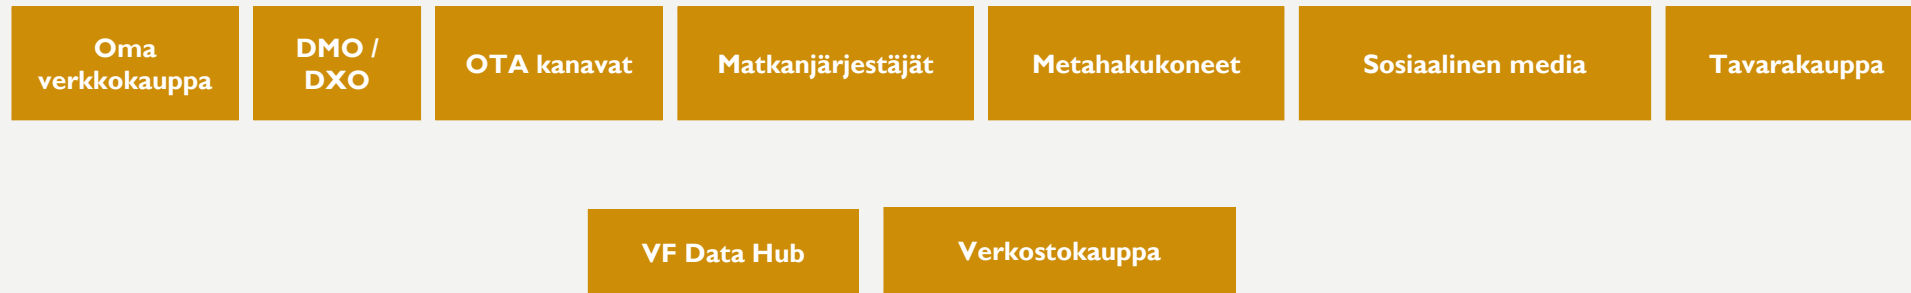 Oma
verkkokauppa
DMO /
DXO
OTA kanavat
Matkanjärjestäjät
Metahakukoneet
Sosiaalinen media
Tavarakauppa
VF Data Hub
Verkostokauppa